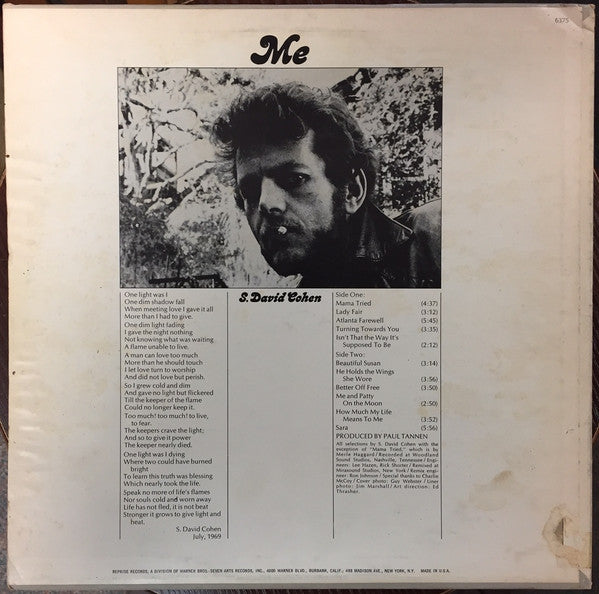 6375
Me
One light was I
One dim shadow fall
When meeting love I gave it all
More than I had to give.
One dim light fading
I gave the night nothing
Not knowing what was waiting
A flame unable to live.
A man can love too much
More than he should touch
I let love turn to worship
And did not love but perish.
So I grew cold and dim
And gave no light but flickered
Till the keeper of the flame
Could no longer keep it.
Too much! too much! to live,
to fear.
The keepers crave the light;
And so to give it power
The keeper nearly died.
One light was I dying
Where two could have burned
bright
To learn this truth was blessing
Which nearly took the life.
Speak no more of life's flames
Nor souls cold and worn away
Life has not fled, it is not beat
Stronger it grows to give light and
heat.
S. David Cohen
July, 1969
S. David Cohen
Side One:
Mama Tried (4:37)
Lady Fair (3:12)
Atlanta Farewell (5:45)
Turning Towards You (3:35)
Isn't That the Way It's
Supposed To Be (2:12)
Side Two:
Beautiful Susan (3:14)
He Holds the Wings
She Wore (3:56)
Better Off Free (3:50)
Me and Patty
On the Moon (2:50)
How Much My Life
Means To Me (3:52)
Sara (5:56)
PRODUCED BY PAUL TANNEN
All selections by S. David Cohen with the
exception of "Mama Tried," which is by
Merle Haggard / Recorded at Woodland
Sound Studios, Nashville, Tennessee / Engi-
neers: Lee Hazen, Rick Shorter / Remixed at
Mirasound Studios, New York / Remix engi-
neer: Ron Johnson / Special thanks to Charlie
McCoy / Cover photo: Guy Webster / Liner
photo: Jim Marshall / Art direction: Ed
Thrasher.
REPRISE RECORDS, A DIVISION OF WARNER BROS.-SEVEN ARTS RECORDS, INC., 4000 WARNER BLVD., BURBANK, CALIF., 488 MADISON AVE., NEW YORK, N.Y. MADE IN U.S.A.